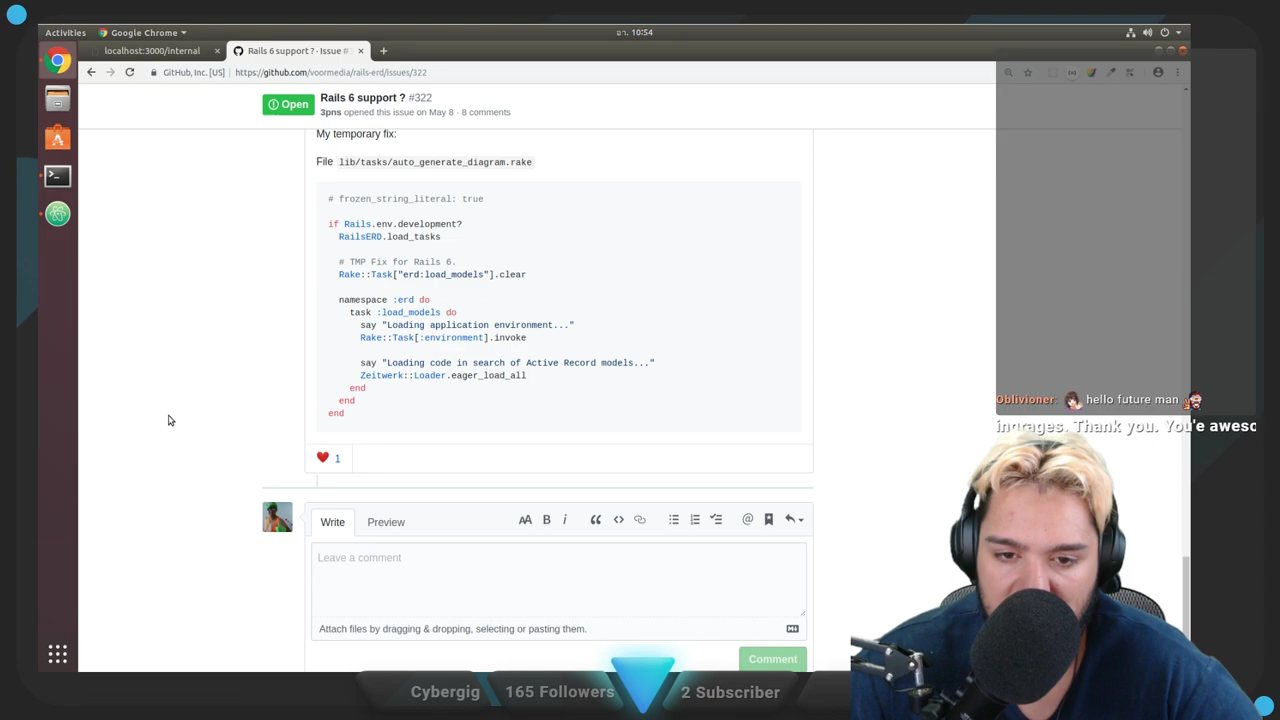 Activities
Google Chrome
อา. 10:54
localhost:3000/internal
Rails 6 support ? · Issue #3
GitHub, Inc. [US]
https://github.com/voormedia/rails-erd/issues/322
Open
Rails 6 support ? #322
3pns opened this issue on May 8 · 8 comments
My temporary fix:
File lib/tasks/auto_generate_diagram.rake
# frozen_string_literal: true
if Rails.env.development?
RailsERD.load_tasks
# TMP Fix for Rails 6.
Rake::Task["erd:load_models"].clear
namespace :erd do
task :load_models do
say "Loading application environment..."
Rake::Task[:environment].invoke
say "Loading code in search of Active Record models..."
Zeitwerk::Loader.eager_load_all
end
end
end
1
Write
Preview
Leave a comment
Attach files by dragging & dropping, selecting or pasting them.
Comment
Oblivioner: hello future man
ingrages. Thank you. You'e aweso
Cybergig
165 Followers
2 Subscriber